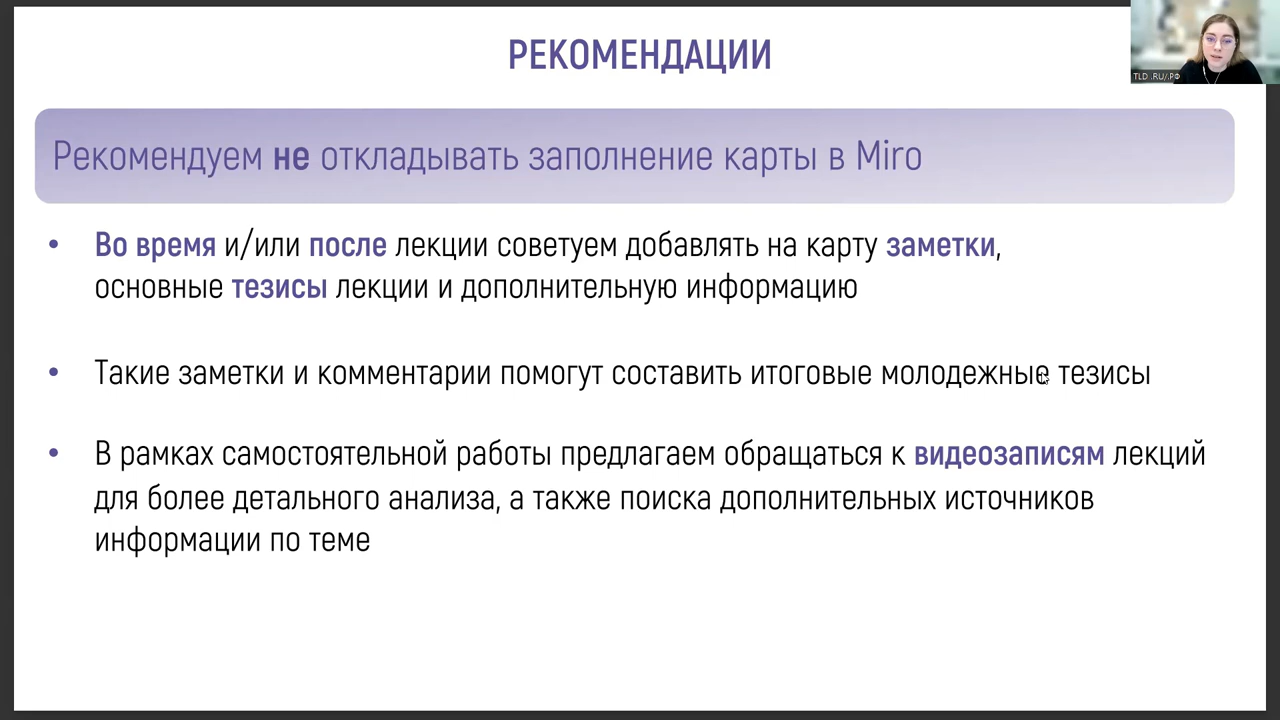 РЕКОМЕНДАЦИИ
TLD .RU/.РФ
Рекомендуем не откладывать заполнение карты в Miro
• Во время и/или после лекции советуем добавлять на карту заметки,
основные тезисы лекции и дополнительную информацию
• Такие заметки и комментарии помогут составить итоговые молодежные тезисы
• В рамках самостоятельной работы предлагаем обращаться к видеозаписям лекций
для более детального анализа, а также поиска дополнительных источников
информации по теме